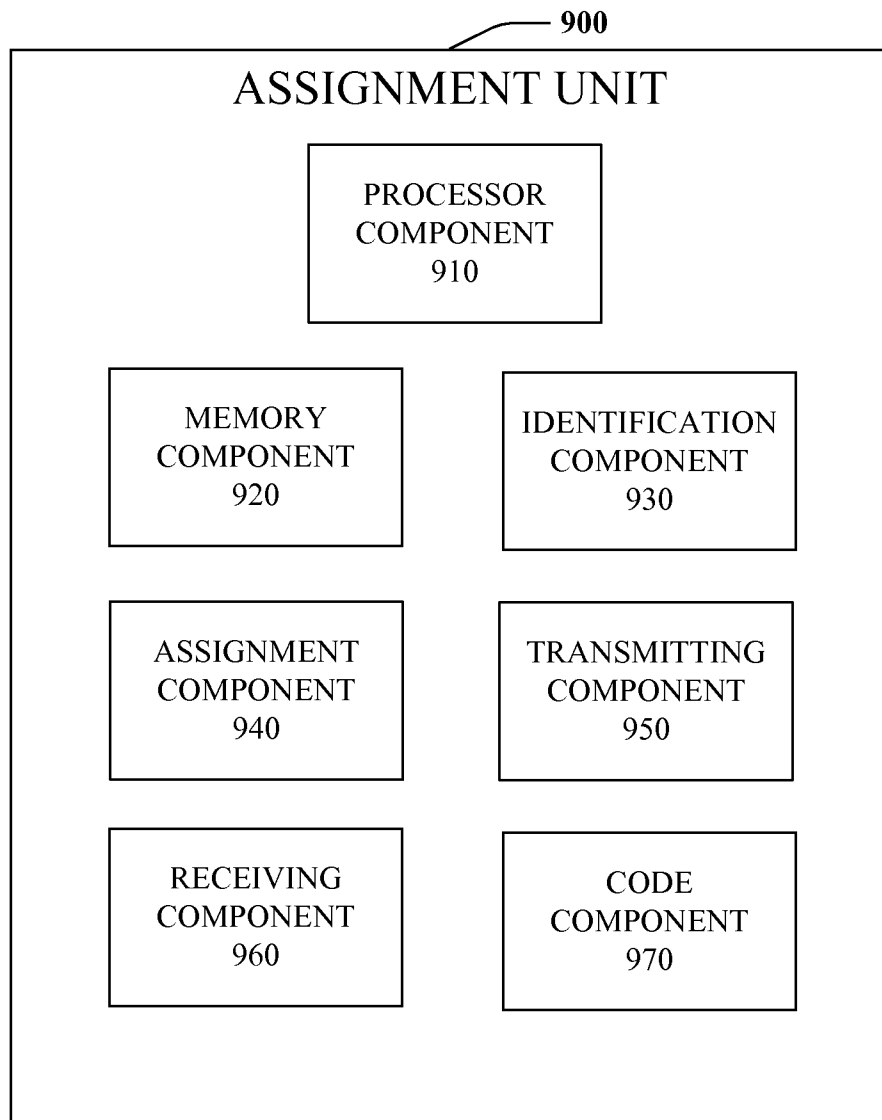 900
ASSIGNMENT UNIT
PROCESSOR
COMPONENT
910
MEMORY
COMPONENT
920
IDENTIFICATION
COMPONENT
930
ASSIGNMENT
COMPONENT
940
TRANSMITTING
COMPONENT
950
RECEIVING
COMPONENT
960
CODE
COMPONENT
970